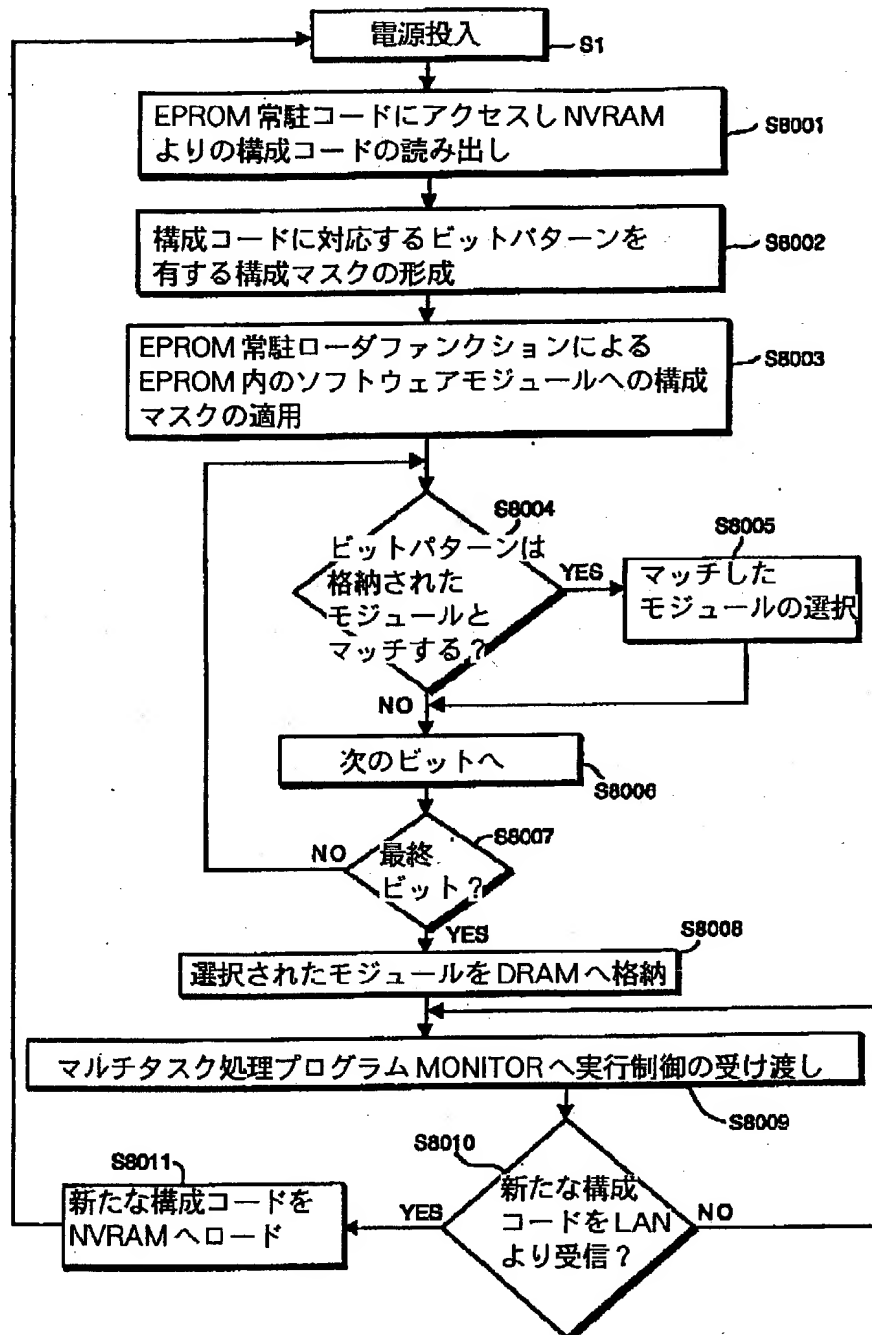 電源投入
S1
EPROM 常駐コードにアクセスし NVRAM
よりの構成コードの読み出し
S8001
構成コードに対応するビットパターンを
有する構成マスクの形成
S8002
EPROM 常駐ローダファンクションによる
EPROM 内のソフトウェアモジュールへの構成
マスクの適用
S8003
S8004
ビットパターンは
格納された
モジュールと
マッチする?
YES
S8005
マッチした
モジュールの選択
NO
次のビットへ
S8006
S8007
NO
最終
ビット?
YES
S8008
選択されたモジュールを DRAM へ格納
マルチタスク処理プログラム MONITOR へ実行制御の受け渡し
S8009
S8010
新たな構成
コードを LAN
より受信?
YES
NO
S8011
新たな構成コードを
NVRAM へロード